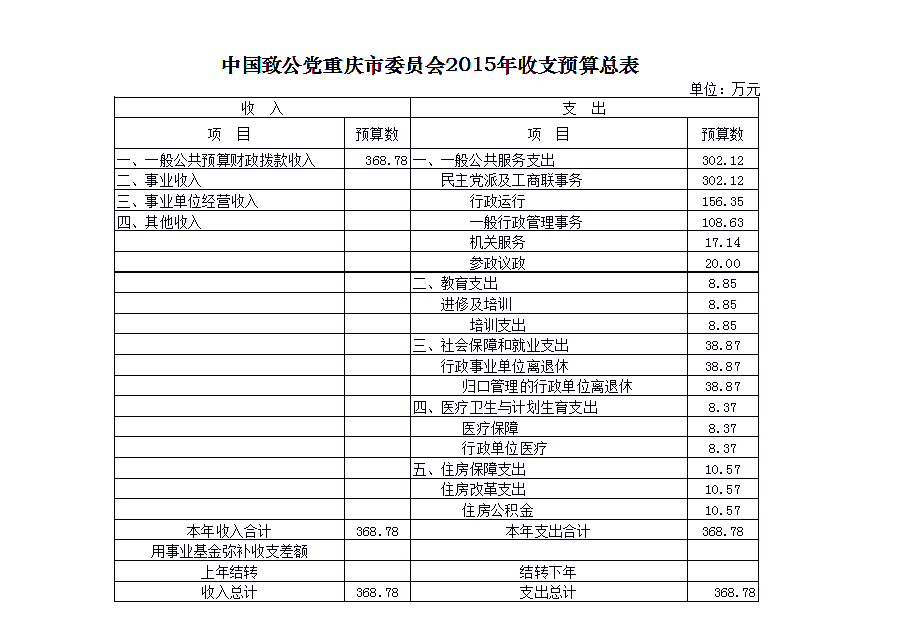 中国致公党重庆市委员会2015年收支预算总表
单位：万元
收 入 支 出
项 目 预算数 项 目 预算数
一、一般公共预算财政拨款收入 368.78 一、一般公共服务支出 302.12
二、事业收入 民主党派及工商联事务 302.12
三、事业单位经营收入 行政运行 156.35
四、其他收入 一般行政管理事务 108.63
机关服务 17.14
参政议政 20.00
二、教育支出 8.85
进修及培训 8.85
培训支出 8.85
三、社会保障和就业支出 38.87
行政事业单位离退休 38.87
归口管理的行政单位离退休 38.87
四、医疗卫生与计划生育支出 8.37
医疗保障 8.37
行政单位医疗 8.37
五、住房保障支出 10.57
住房改革支出 10.57
住房公积金 10.57
本年收入合计 368.78 本年支出合计 368.78
用事业基金弥补收支差额
上年结转 结转下年
收入总计 368.78 支出总计 368.78